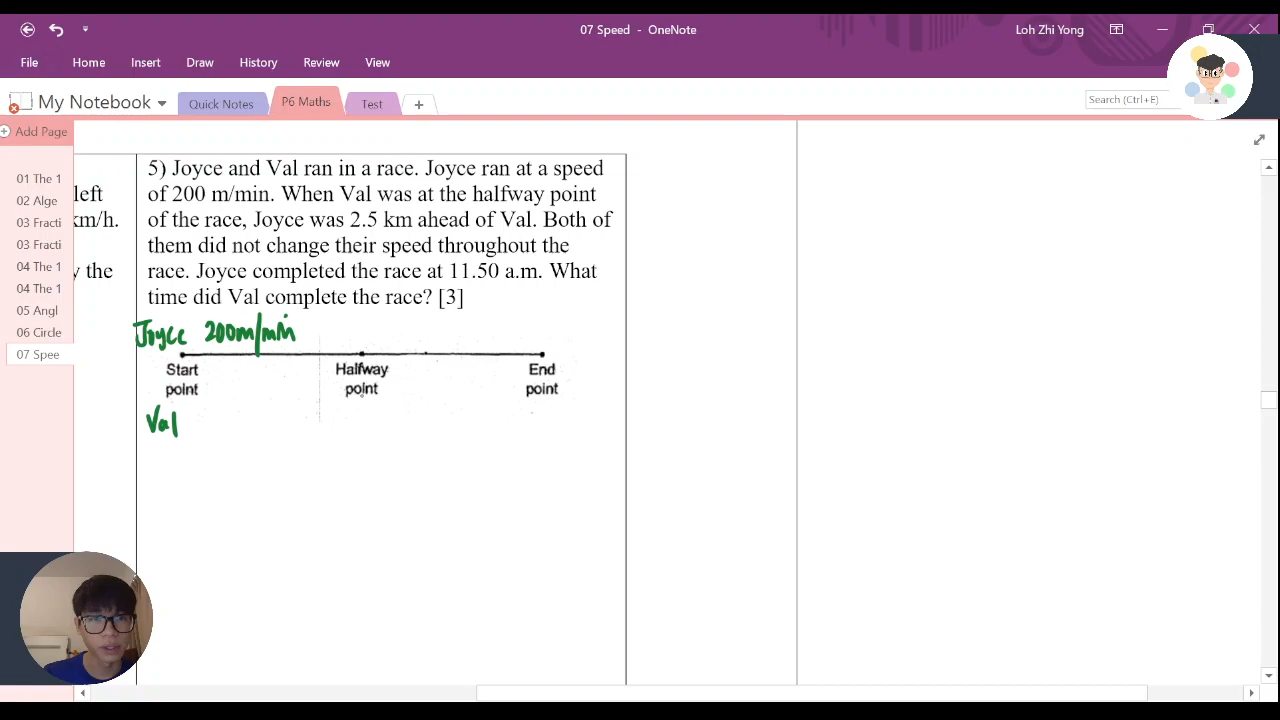 07 Speed - OneNote
Loh Zhi Yong
File Home Insert Draw History Review View
My Notebook
Quick Notes
P6 Maths
Test
Search (Ctrl+E)
Add Page
01 The 1
02 Alge
03 Fracti
03 Fracti
04 The 1
04 The 1
05 Angl
06 Circle
07 Spee
left
km/h.
y the
5) Joyce and Val ran in a race. Joyce ran at a speed
of 200 m/min. When Val was at the halfway point
of the race, Joyce was 2.5 km ahead of Val. Both of
them did not change their speed throughout the
race. Joyce completed the race at 11.50 a.m. What
time did Val complete the race? [3]
Joyce 200m/min
Start point
Halfway point
End point
Val